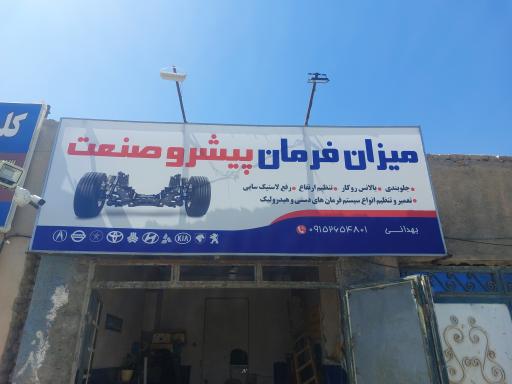 میزان فرمان پیشرو صنعت
• جلوبندی • بالانس روکار • تنظیم ارتفاع • رفع لاستیک سایی
• تعمیر و تنظیم انواع سیستم فرمان های دستی و هیدرولیک
بهدانی ۰۹۱۵۲۶۵۴۸۰۱
KIA